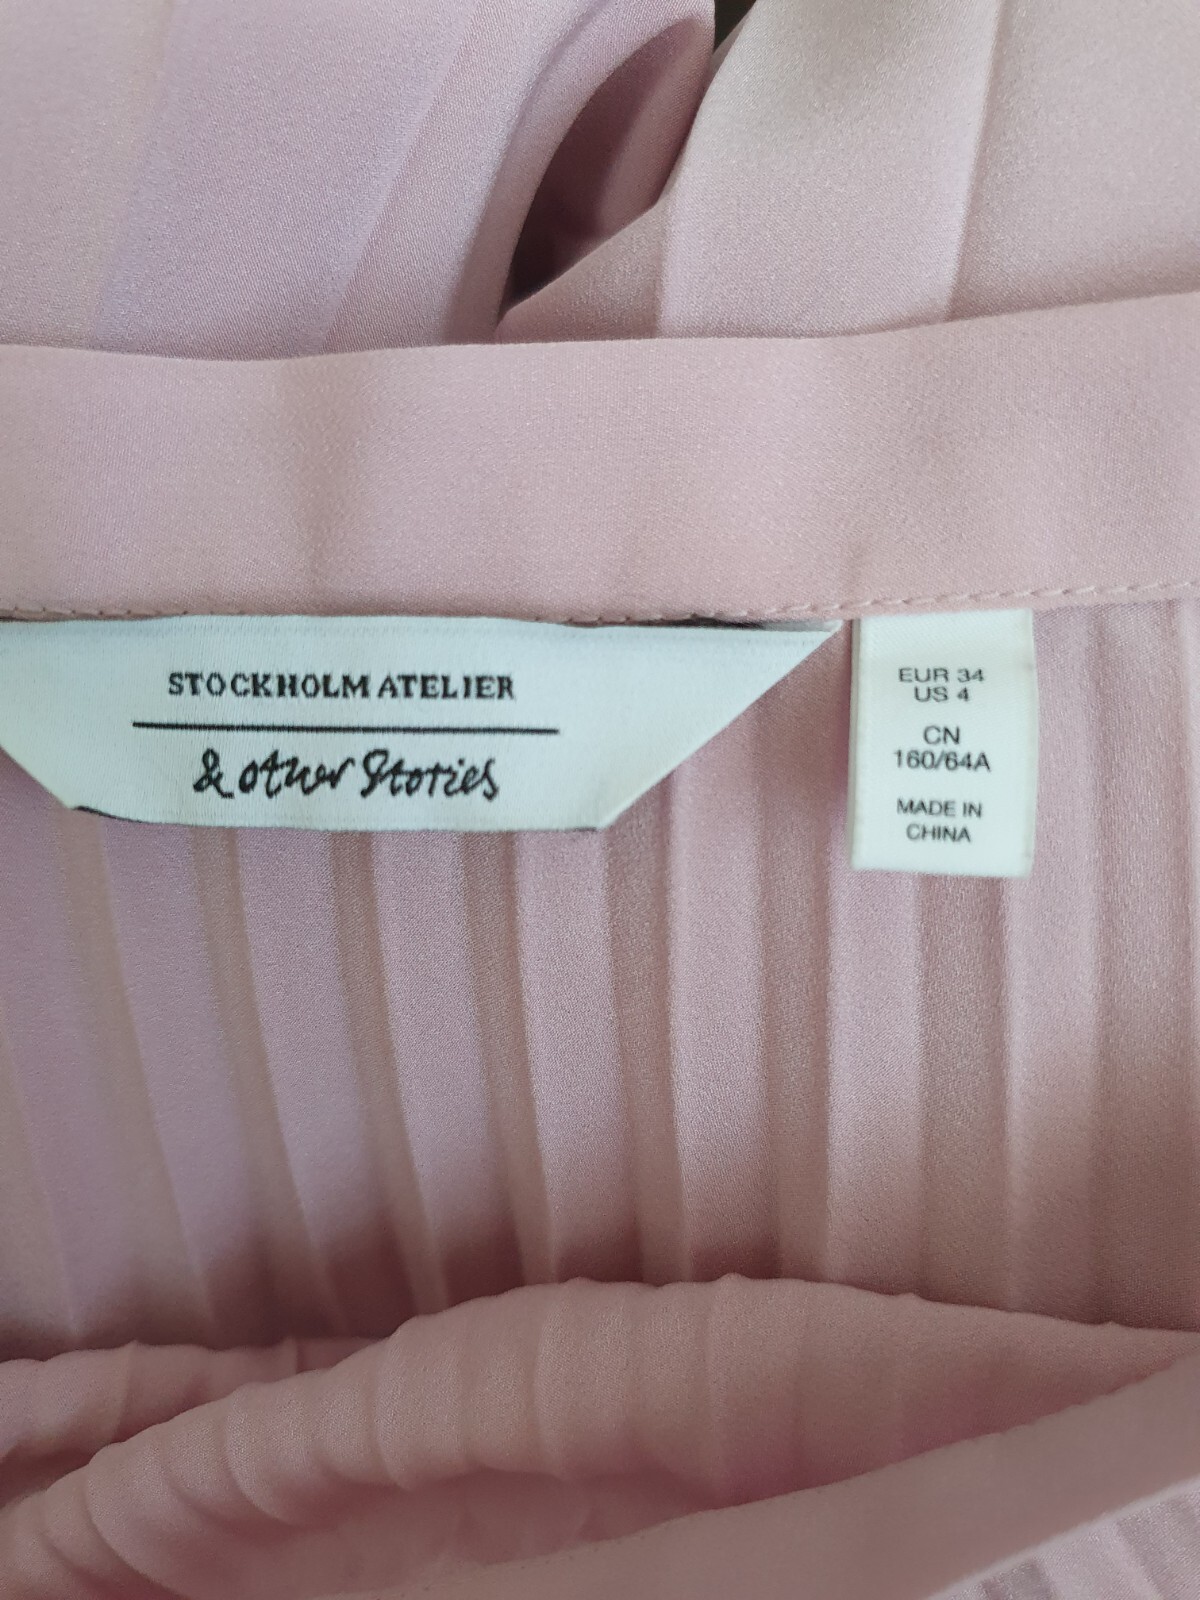 STOCKHOLM ATELIER
& other Stories
EUR 34
US 4
CN
160/64A
MADE IN
CHINA